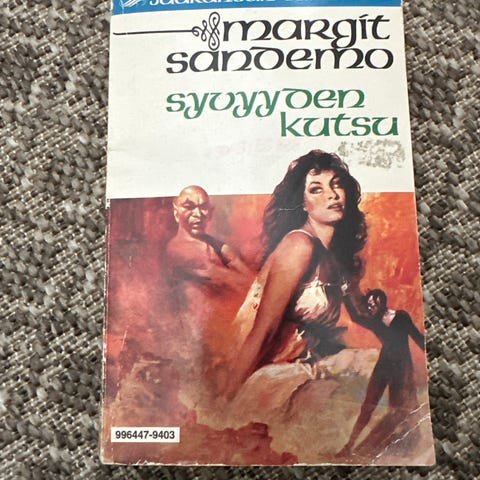 margit
sandemo
syvyyden
kutsu
996447-9403